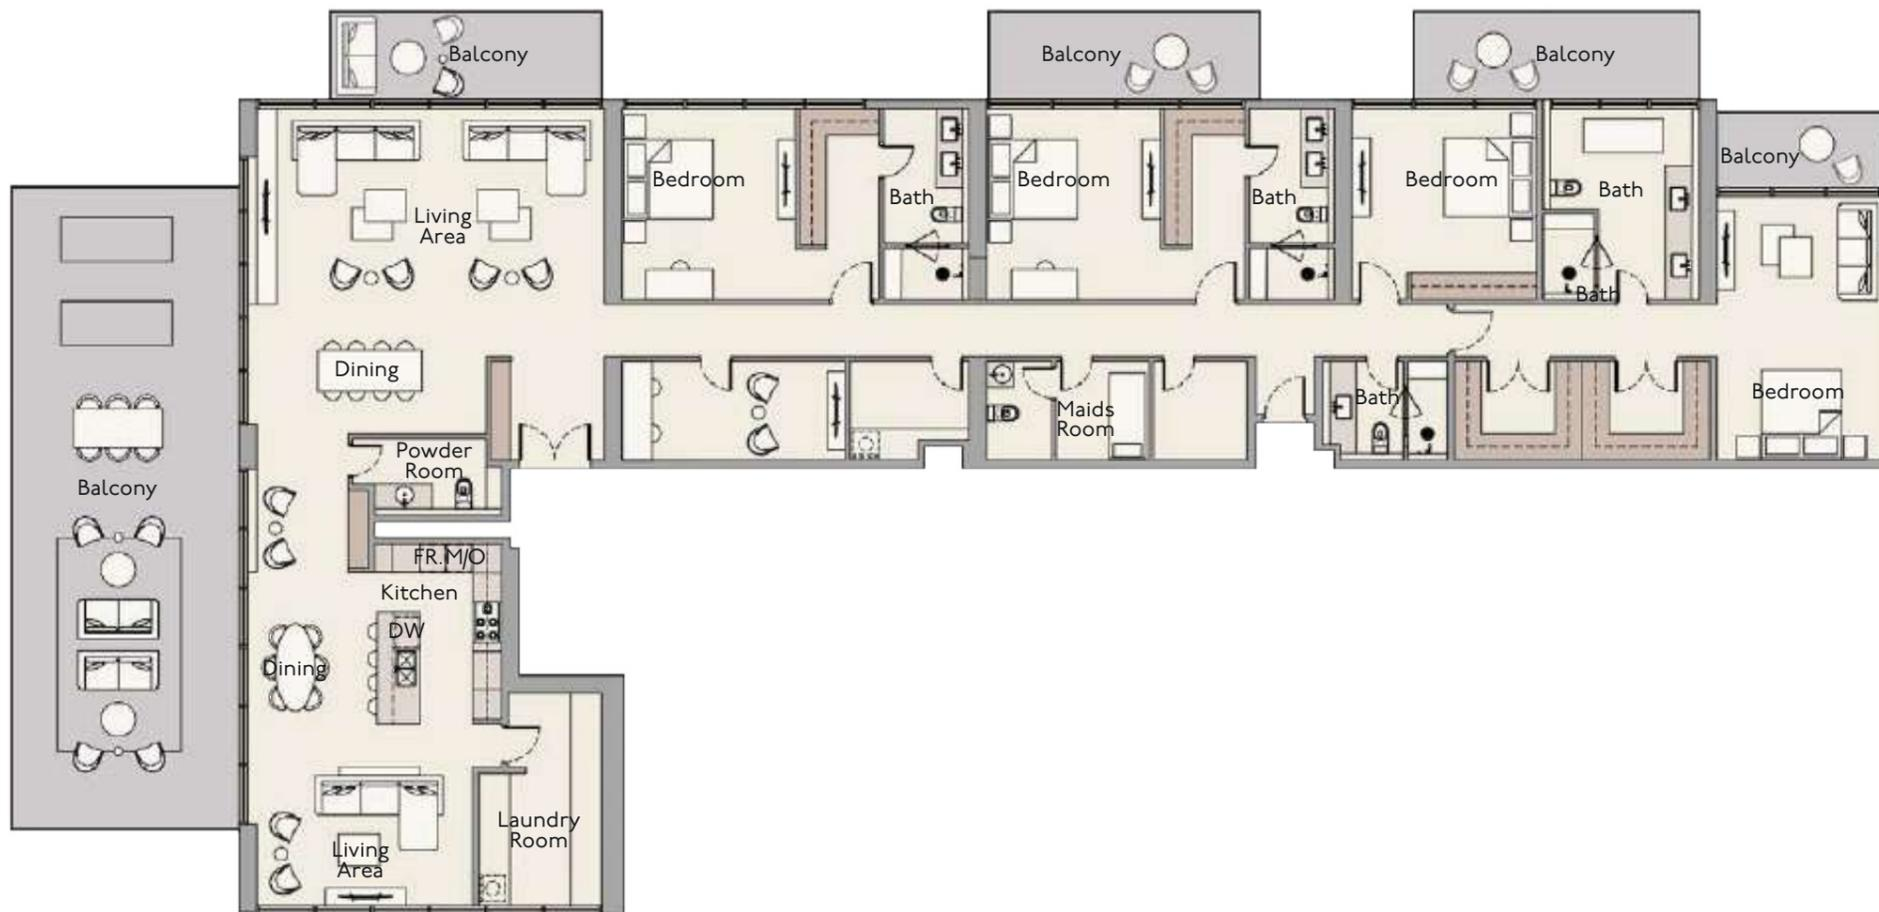 Balcony
Balcony
Balcony
Balcony
Bedroom
Bath
Bedroom
Bath
Bedroom
Bath
Living
Area
Bath
Dining
Maids
Room
Bath
Bedroom
Powder
Room
Balcony
FR.M/O
Kitchen
DW
Dining
Laundry
Room
Living
Area